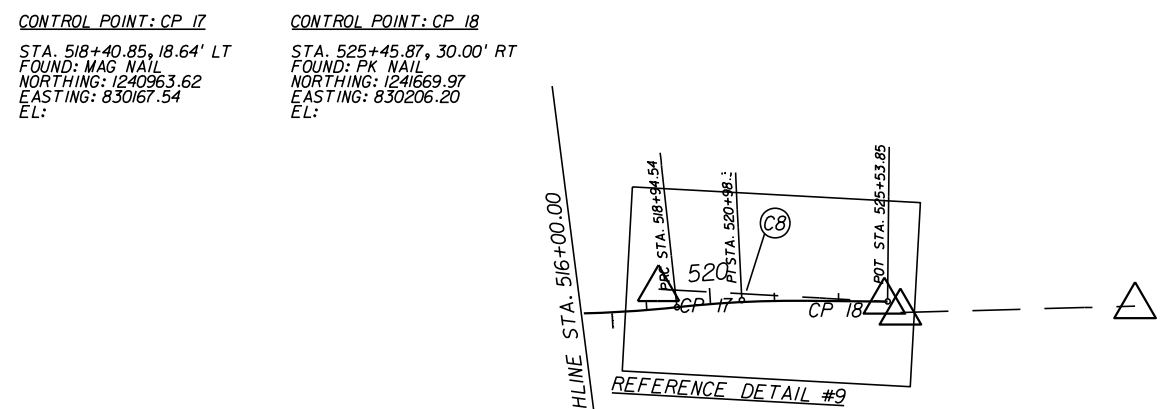 CONTROL POINT: CP 17
STA. 518+40.85, 18.64' LT
FOUND: MAG NAIL
NORTHING: 1240963.62
EASTING: 830167.54
EL:
CONTROL POINT: CP 18
STA. 525+45.87, 30.00' RT
FOUND: PK NAIL
NORTHING: 1241669.97
EASTING: 830206.20
EL:
HLINE STA. 516+00.00
PRC STA. 518+94.54
PT STA. 520+98.
POT STA. 525+53.85
C8
520
CP 17
CP 18
REFERENCE DETAIL #9